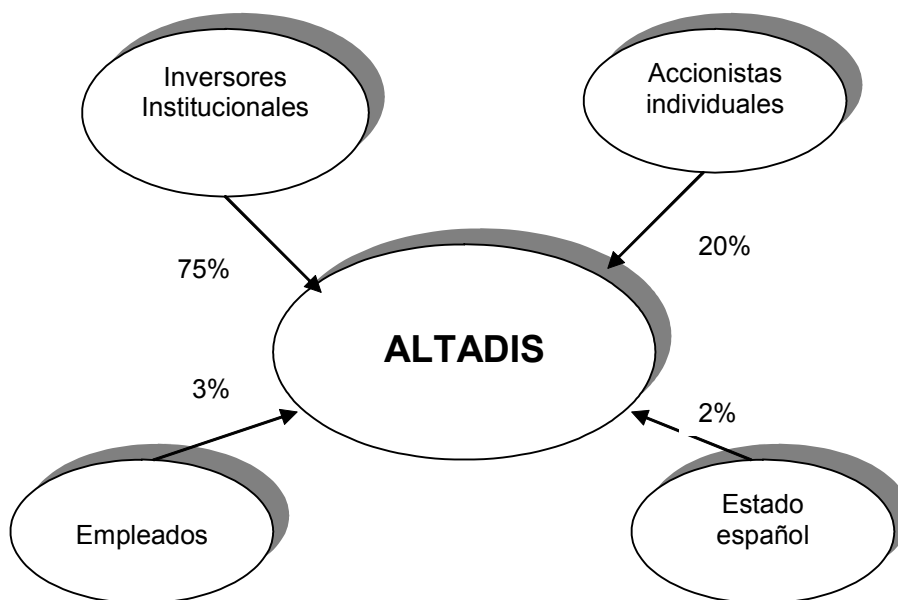 Inversores
Institucionales
Accionistas
individuales
75%
20%
ALTADIS
3%
2%
Empleados
Estado
español